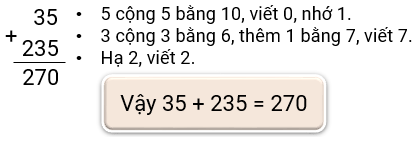 35
+
235
270
• 5 cộng 5 bằng 10, viết 0, nhớ 1.
• 3 cộng 3 bằng 6, thêm 1 bằng 7, viết 7.
• Hạ 2, viết 2.
Vậy 35 + 235 = 270